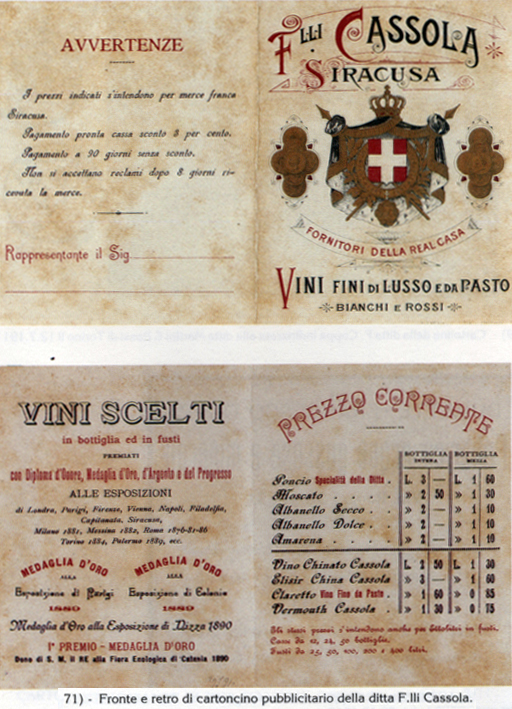 AVVERTENZE
I prezzi indicati s'intendono per merce franca
Siracusa.
Pagamento pronta cassa sconto 3 per cento.
Pagamento a 90 giorni senza sconto.
Non si accettano reclami dopo 8 giorni ri-
cevuta la merce.
Rappresentante il Sig.
F.LLI CASSOLA
SIRACUSA
FORNITORI DELLA REAL CASA
VINI FINI DI LUSSO E DA PASTO
BIANCHI E ROSSI
VINI SCELTI
in bottiglia ed in fusti
PREMIATI
con Diploma d'Onore, Medaglia d'Oro, d'Argento e del Progresso
ALLE ESPOSIZIONI
di Londra, Parigi, Firenze, Vienna, Napoli, Filadelfia,
Capitanata, Siracusa,
Milano 1881, Messina 1882, Roma 1876-81-86
Torino 1884, Palermo 1889, ecc.
MEDAGLIA D'ORO
ALLA
Esposizione di Parigi
1889
MEDAGLIA D'ORO
ALLA
Esposizione di Catania
1889
Medaglia d'Oro alla Esposizione di Nizza 1890
1º PREMIO - MEDAGLIA D'ORO
Dono di S. M. il RE alla Fiera Enologica di Catania 1890
PREZZO CORRENTE
BOTTIGLIA INTERA BOTTIGLIA MEZZA
Poncio Specialità della Ditta . L. 3 — L. 1 60
Moscato . . . . » 2 50 » 1 30
Albanello Secco . . . » 2 — » 1 10
Albanello Dolce . . . » 2 — » 1 10
Amarena . . . . » 2 — » 1 10
Vino Chinato Cassola L. 2 50 L. 1 30
Elisir China Cassola » 3 — » 1 60
Claretto Vino Fino da Pasto . » 1 60 » 0 85
Vermouth Cassola . » 1 30 » 0 75
Gli stessi prezzi s'intendono anche per Ettolitri in fusti.
Casse da 12, 24, 50 bottiglie.
Fusti da 25, 50, 100, 200 e 400 litri.
71) - Fronte e retro di cartoncino pubblicitario della ditta F.lli Cassola.